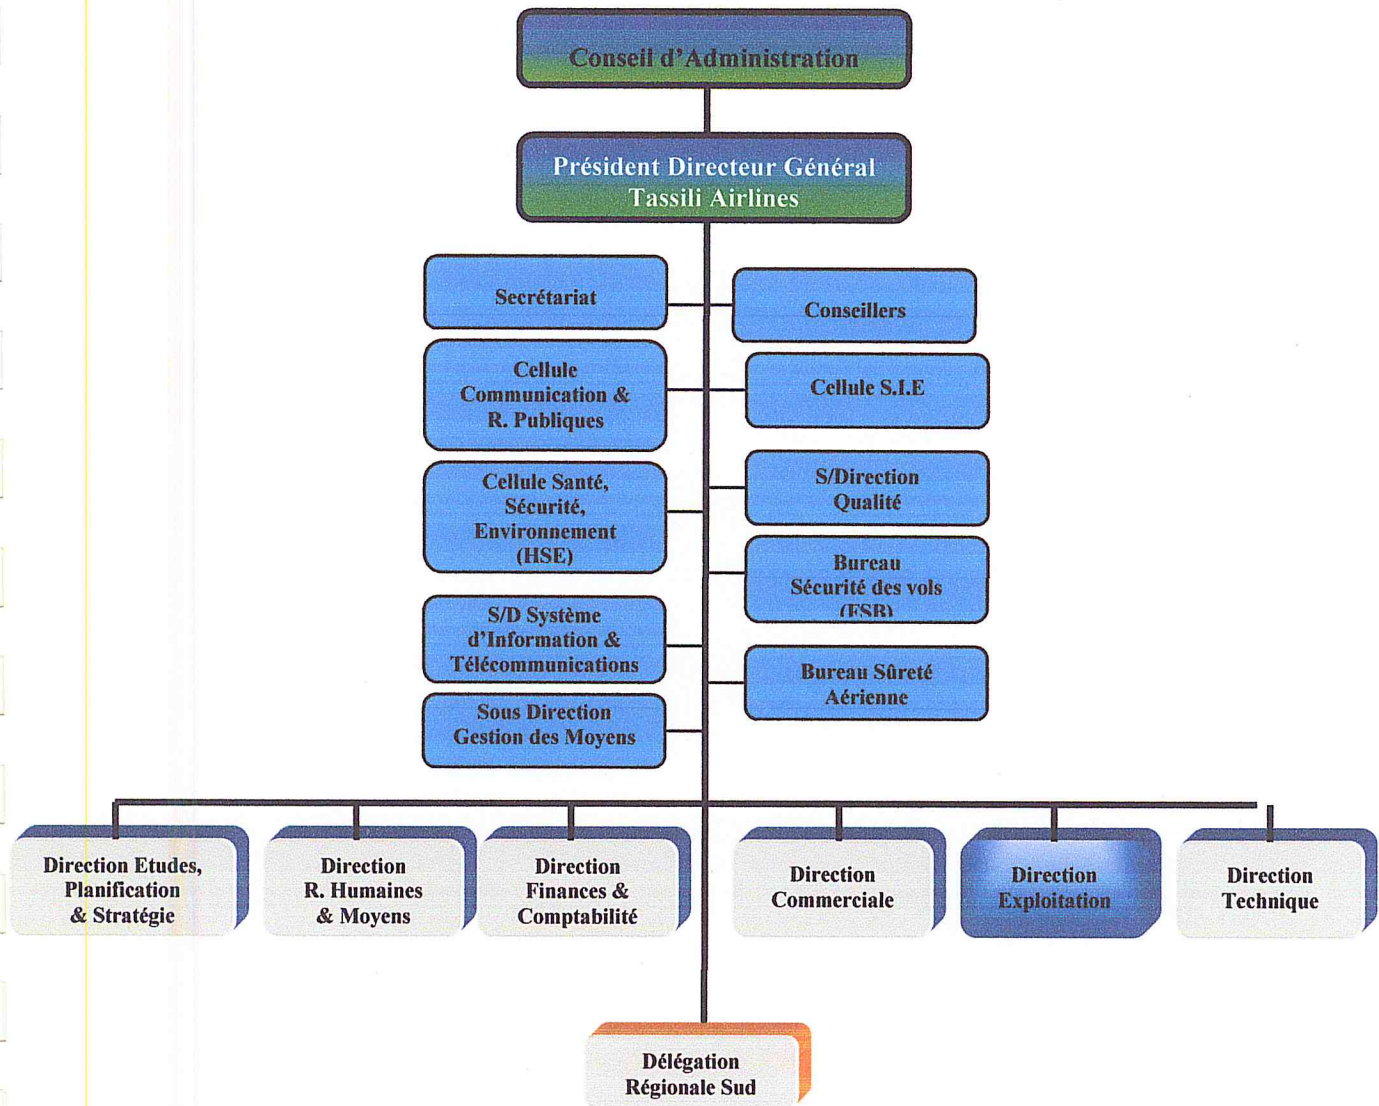 Conseil d'Administration
Président Directeur Général
Tassili Airlines
Secrétariat
Conseillers
Cellule
Communication &
R. Publiques
Cellule S.I.E
Cellule Santé,
Sécurité,
Environnement
(HSE)
S/Direction
Qualité
Bureau
Sécurité des vols
(FSB)
S/D Système
d'Information &
Télécommunications
Bureau Sûreté
Aérienne
Sous Direction
Gestion des Moyens
Direction Etudes,
Planification
& Stratégie
Direction
R. Humaines
& Moyens
Direction
Finances &
Comptabilité
Direction
Commerciale
Direction
Exploitation
Direction
Technique
Délégation
Régionale Sud